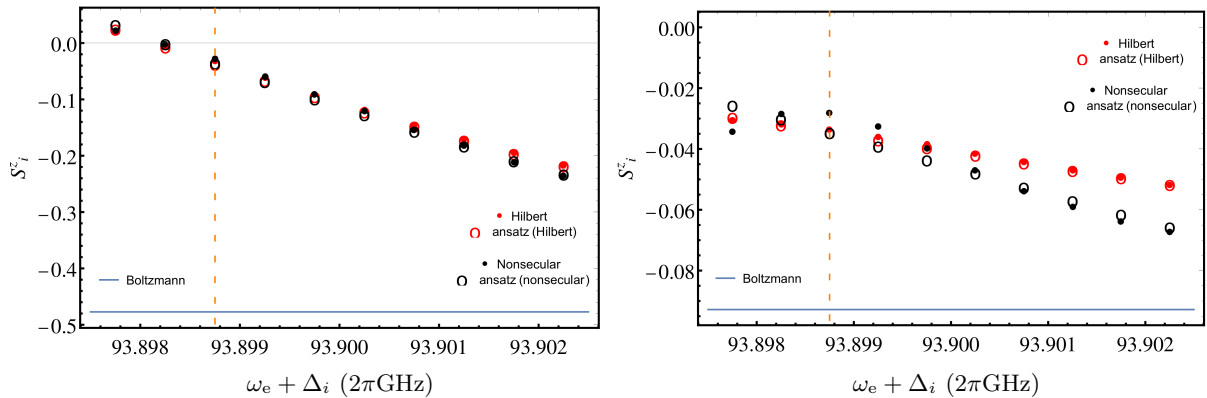 0.0
−0.1
−0.2
−0.3
−0.4
−0.5
S^z_i
Hilbert
ansatz (Hilbert)
Nonsecular
ansatz (nonsecular)
Boltzmann
93.898 93.899 93.900 93.901 93.902
ω_e + Δ_i (2πGHz)
0.00
−0.02
−0.04
−0.06
−0.08
S^z_i
Hilbert
ansatz (Hilbert)
Nonsecular
ansatz (nonsecular)
Boltzmann
93.898 93.899 93.900 93.901 93.902
ω_e + Δ_i (2πGHz)